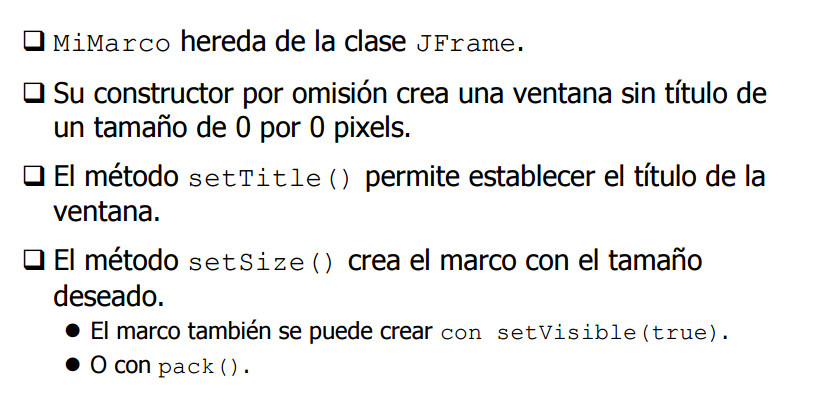 ❑ MiMarco hereda de la clase JFrame.
❑ Su constructor por omisión crea una ventana sin título de
un tamaño de 0 por 0 pixels.
❑ El método setTitle() permite establecer el título de la
ventana.
❑ El método setSize() crea el marco con el tamaño
deseado.
● El marco también se puede crear con setVisible(true).
● O con pack().